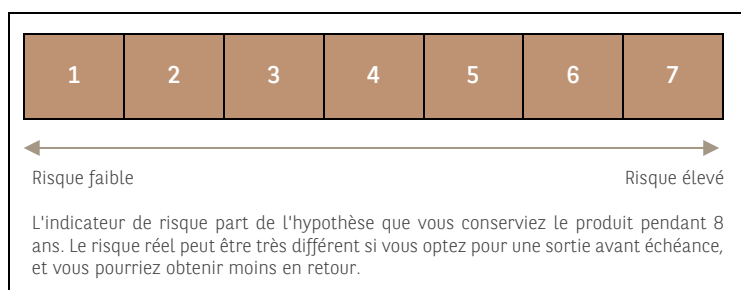 1 2 3 4 5 6 7
Risque faible Risque élevé
L'indicateur de risque part de l'hypothèse que vous conserviez le produit pendant 8
ans. Le risque réel peut être très différent si vous optez pour une sortie avant échéance,
et vous pourriez obtenir moins en retour.